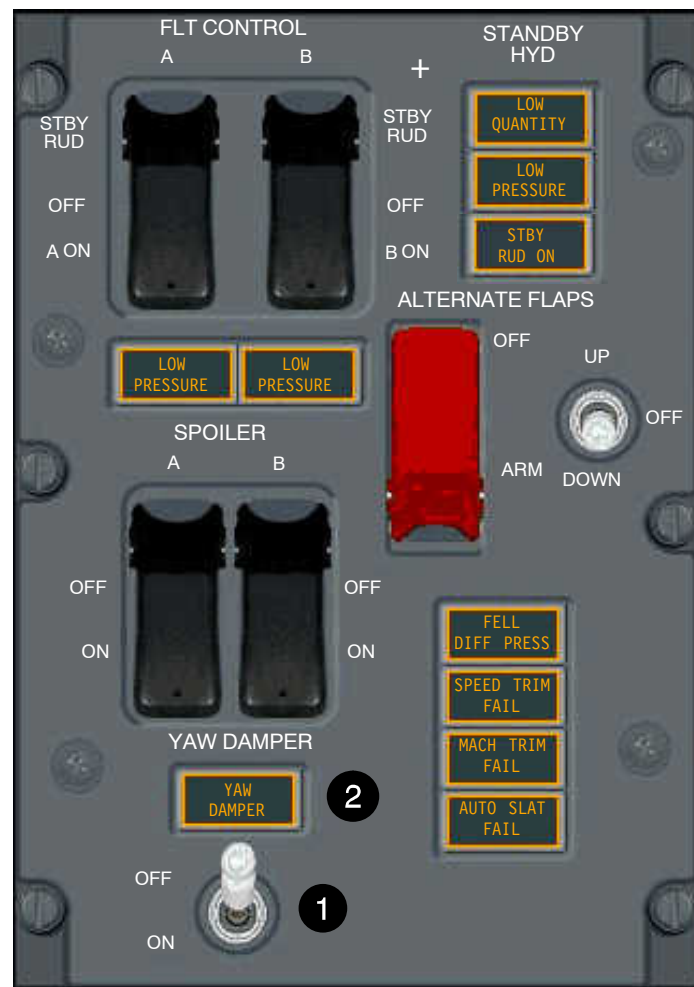 FLT CONTROL
A
B
STBY
RUD
OFF
A ON
STBY
RUD
OFF
B ON
LOW
PRESSURE
LOW
PRESSURE
+
STANDBY
HYD
LOW
QUANTITY
LOW
PRESSURE
STBY
RUD ON
ALTERNATE FLAPS
OFF
ARM
UP
OFF
DOWN
SPOILER
A
B
OFF
ON
OFF
ON
FELL
DIFF PRESS
SPEED TRIM
FAIL
MACH TRIM
FAIL
AUTO SLAT
FAIL
YAW DAMPER
YAW
DAMPER
2
OFF
ON
1